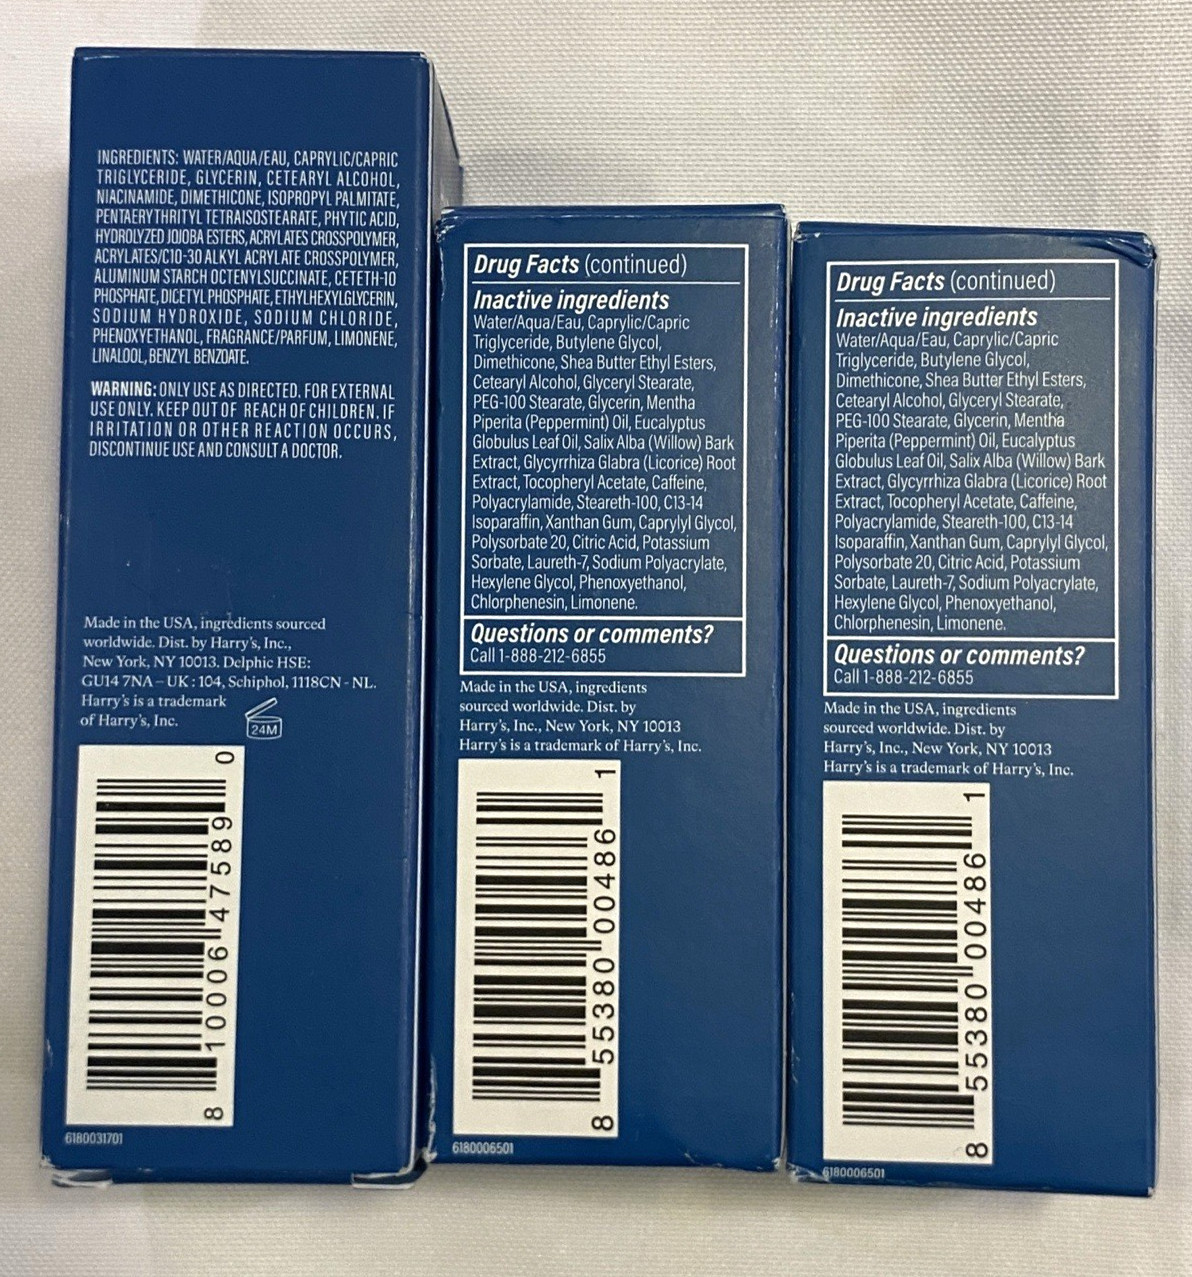 INGREDIENTS: WATER/AQUA/EAU, CAPRYLIC/CAPRIC
TRIGLYCERIDE, GLYCERIN, CETEARYL ALCOHOL,
NIACINAMIDE, DIMETHICONE, ISOPROPYL PALMITATE,
PENTAERYTHRITYL TETRAISOSTEARATE, PHYTIC ACID,
HYDROLYZED JOJOBA ESTERS, ACRYLATES CROSSPOLYMER,
ACRYLATES/C10-30 ALKYL ACRYLATE CROSSPOLYMER,
ALUMINUM STARCH OCTENYLSUCCINATE, CETETH-10
PHOSPHATE, DICETYL PHOSPHATE, ETHYLHEXYLGLYCERIN,
SODIUM HYDROXIDE, SODIUM CHLORIDE,
PHENOXYETHANOL, FRAGRANCE/PARFUM, LIMONENE,
LINALOOL, BENZYL BENZOATE.
WARNING: ONLY USE AS DIRECTED. FOR EXTERNAL
USE ONLY. KEEP OUT OF REACH OF CHILDREN. IF
IRRITATION OR OTHER REACTION OCCURS,
DISCONTINUE USE AND CONSULT A DOCTOR.
Made in the USA, ingredients sourced
worldwide. Dist. by Harry's, Inc.,
New York, NY 10013. Delphic HSE:
GU14 7NA – UK : 104, Schiphol, 1118CN - NL.
Harry's is a trademark
of Harry's, Inc.
24M
8 10006 47589 0
6180031701
Drug Facts (continued)
Inactive ingredients
Water/Aqua/Eau, Caprylic/Capric
Triglyceride, Butylene Glycol,
Dimethicone, Shea Butter Ethyl Esters,
Cetearyl Alcohol, Glyceryl Stearate,
PEG-100 Stearate, Glycerin, Mentha
Piperita (Peppermint) Oil, Eucalyptus
Globulus Leaf Oil, Salix Alba (Willow) Bark
Extract, Glycyrrhiza Glabra (Licorice) Root
Extract, Tocopheryl Acetate, Caffeine,
Polyacrylamide, Steareth-100, C13-14
Isoparaffin, Xanthan Gum, Caprylyl Glycol,
Polysorbate 20, Citric Acid, Potassium
Sorbate, Laureth-7, Sodium Polyacrylate,
Hexylene Glycol, Phenoxyethanol,
Chlorphenesin, Limonene.
Questions or comments?
Call 1-888-212-6855
Made in the USA, ingredients
sourced worldwide. Dist. by
Harry's, Inc., New York, NY 10013
Harry's is a trademark of Harry's, Inc.
8 55380 00486 1
6180006501
Drug Facts (continued)
Inactive ingredients
Water/Aqua/Eau, Caprylic/Capric
Triglyceride, Butylene Glycol,
Dimethicone, Shea Butter Ethyl Esters,
Cetearyl Alcohol, Glyceryl Stearate,
PEG-100 Stearate, Glycerin, Mentha
Piperita (Peppermint) Oil, Eucalyptus
Globulus Leaf Oil, Salix Alba (Willow) Bark
Extract, Glycyrrhiza Glabra (Licorice) Root
Extract, Tocopheryl Acetate, Caffeine,
Polyacrylamide, Steareth-100, C13-14
Isoparaffin, Xanthan Gum, Caprylyl Glycol,
Polysorbate 20, Citric Acid, Potassium
Sorbate, Laureth-7, Sodium Polyacrylate,
Hexylene Glycol, Phenoxyethanol,
Chlorphenesin, Limonene.
Questions or comments?
Call 1-888-212-6855
Made in the USA, ingredients
sourced worldwide. Dist. by
Harry's, Inc., New York, NY 10013
Harry's is a trademark of Harry's, Inc.
8 55380 00486 1
6180006501